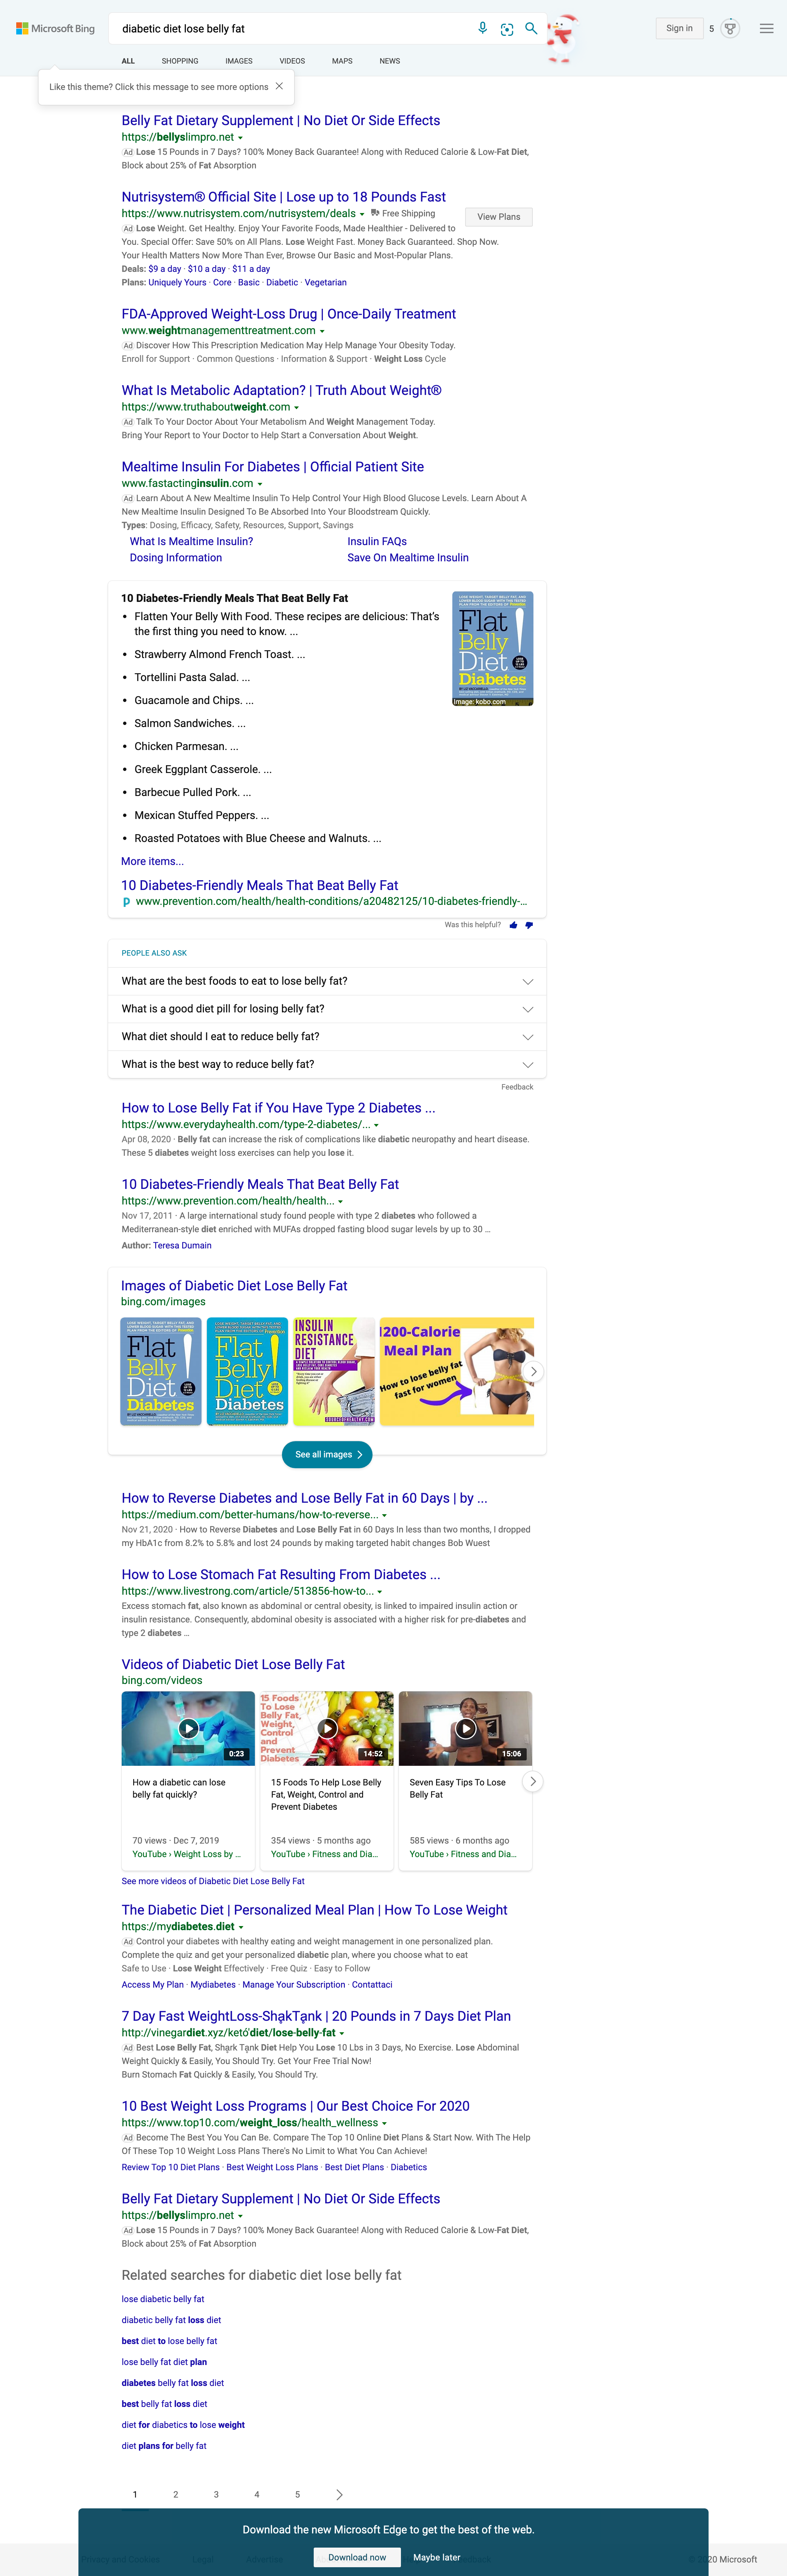 Microsoft Bing
diabetic diet lose belly fat
Sign in
5
ALL
SHOPPING
IMAGES
VIDEOS
MAPS
NEWS
Like this theme? Click this message to see more options
Belly Fat Dietary Supplement | No Diet Or Side Effects
https://bellyslimpro.net
Ad Lose 15 Pounds in 7 Days? 100% Money Back Guarantee! Along with Reduced Calorie & Low-Fat Diet,
Block about 25% of Fat Absorption
Nutrisystem® Official Site | Lose up to 18 Pounds Fast
https://www.nutrisystem.com/nutrisystem/deals
Free Shipping
View Plans
Ad Lose Weight. Get Healthy. Enjoy Your Favorite Foods, Made Healthier - Delivered to
You. Special Offer: Save 50% on All Plans. Lose Weight Fast. Money Back Guaranteed. Shop Now.
Your Health Matters Now More Than Ever, Browse Our Basic and Most-Popular Plans.
Deals: $9 a day · $10 a day · $11 a day
Plans: Uniquely Yours · Core · Basic · Diabetic · Vegetarian
FDA-Approved Weight-Loss Drug | Once-Daily Treatment
www.weightmanagementtreatment.com
Ad Discover How This Prescription Medication May Help Manage Your Obesity Today.
Enroll for Support · Common Questions · Information & Support · Weight Loss Cycle
What Is Metabolic Adaptation? | Truth About Weight®
https://www.truthaboutweight.com
Ad Talk To Your Doctor About Your Metabolism And Weight Management Today.
Bring Your Report to Your Doctor to Help Start a Conversation About Weight.
Mealtime Insulin For Diabetes | Official Patient Site
www.fastactinginsulin.com
Ad Learn About A New Mealtime Insulin To Help Control Your High Blood Glucose Levels. Learn About A
New Mealtime Insulin Designed To Be Absorbed Into Your Bloodstream Quickly.
Types: Dosing, Efficacy, Safety, Resources, Support, Savings
What Is Mealtime Insulin?
Insulin FAQs
Dosing Information
Save On Mealtime Insulin
10 Diabetes-Friendly Meals That Beat Belly Fat
Flatten Your Belly With Food. These recipes are delicious: That's
the first thing you need to know. ...
Strawberry Almond French Toast. ...
Tortellini Pasta Salad. ...
Guacamole and Chips. ...
Salmon Sandwiches. ...
Chicken Parmesan. ...
Greek Eggplant Casserole. ...
Barbecue Pulled Pork. ...
Mexican Stuffed Peppers. ...
Roasted Potatoes with Blue Cheese and Walnuts. ...
Flat
Belly
Diet
Diabetes
Image: kobo.com
More items...
10 Diabetes-Friendly Meals That Beat Belly Fat
www.prevention.com/health/health-conditions/a20482125/10-diabetes-friendly-...
Was this helpful?
PEOPLE ALSO ASK
What are the best foods to eat to lose belly fat?
What is a good diet pill for losing belly fat?
What diet should I eat to reduce belly fat?
What is the best way to reduce belly fat?
Feedback
How to Lose Belly Fat if You Have Type 2 Diabetes ...
https://www.everydayhealth.com/type-2-diabetes/...
Apr 08, 2020 · Belly fat can increase the risk of complications like diabetic neuropathy and heart disease.
These 5 diabetes weight loss exercises can help you lose it.
10 Diabetes-Friendly Meals That Beat Belly Fat
https://www.prevention.com/health/health...
Nov 17, 2011 · A large international study found people with type 2 diabetes who followed a
Mediterranean-style diet enriched with MUFAs dropped fasting blood sugar levels by up to 30 ...
Author: Teresa Dumain
Images of Diabetic Diet Lose Belly Fat
bing.com/images
Flat
Belly
Diet
Diabetes
Flat
Belly
Diet
Diabetes
INSULIN
RESISTANCE
DIET
1200-Calorie
Meal Plan
How to lose belly fat
fast for women
See all images
How to Reverse Diabetes and Lose Belly Fat in 60 Days | by ...
https://medium.com/better-humans/how-to-reverse...
Nov 21, 2020 · How to Reverse Diabetes and Lose Belly Fat in 60 Days In less than two months, I dropped
my HbA1c from 8.2% to 5.8% and lost 24 pounds by making targeted habit changes Bob Wuest
How to Lose Stomach Fat Resulting From Diabetes ...
https://www.livestrong.com/article/513856-how-to...
Excess stomach fat, also known as abdominal or central obesity, is linked to impaired insulin action or
insulin resistance. Consequently, abdominal obesity is associated with a higher risk for pre-diabetes and
type 2 diabetes ...
Videos of Diabetic Diet Lose Belly Fat
bing.com/videos
0:23
15 Foods
To Lose
Belly Fat,
Weight,
Control
and
Prevent
Diabetes
14:52
15:06
How a diabetic can lose
belly fat quickly?
70 views · Dec 7, 2019
YouTube › Weight Loss by ...
15 Foods To Help Lose Belly
Fat, Weight, Control and
Prevent Diabetes
354 views · 5 months ago
YouTube › Fitness and Dia...
Seven Easy Tips To Lose
Belly Fat
585 views · 6 months ago
YouTube › Fitness and Dia...
See more videos of Diabetic Diet Lose Belly Fat
The Diabetic Diet | Personalized Meal Plan | How To Lose Weight
https://mydiabetes.diet
Ad Control your diabetes with healthy eating and weight management in one personalized plan.
Complete the quiz and get your personalized diabetic plan, where you choose what to eat
Safe to Use · Lose Weight Effectively · Free Quiz · Easy to Follow
Access My Plan · Mydiabetes · Manage Your Subscription · Contattaci
7 Day Fast WeightLoss-ShąkTąnk | 20 Pounds in 7 Days Diet Plan
http://vinegardiet.xyz/ketó'diet/lose-belly-fat
Ad Best Lose Belly Fat, Shąrk Tąnk Diet Help You Lose 10 Lbs in 3 Days, No Exercise. Lose Abdominal
Weight Quickly & Easily, You Should Try. Get Your Free Trial Now!
Burn Stomach Fat Quickly & Easily, You Should Try.
10 Best Weight Loss Programs | Our Best Choice For 2020
https://www.top10.com/weight_loss/health_wellness
Ad Become The Best You You Can Be. Compare The Top 10 Online Diet Plans & Start Now. With The Help
Of These Top 10 Weight Loss Plans There's No Limit to What You Can Achieve!
Review Top 10 Diet Plans · Best Weight Loss Plans · Best Diet Plans · Diabetics
Belly Fat Dietary Supplement | No Diet Or Side Effects
https://bellyslimpro.net
Ad Lose 15 Pounds in 7 Days? 100% Money Back Guarantee! Along with Reduced Calorie & Low-Fat Diet,
Block about 25% of Fat Absorption
Related searches for diabetic diet lose belly fat
lose diabetic belly fat
diabetic belly fat loss diet
best diet to lose belly fat
lose belly fat diet plan
diabetes belly fat loss diet
best belly fat loss diet
diet for diabetics to lose weight
diet plans for belly fat
1
2
3
4
5
Download the new Microsoft Edge to get the best of the web.
Download now
Maybe later
20 Microsoft